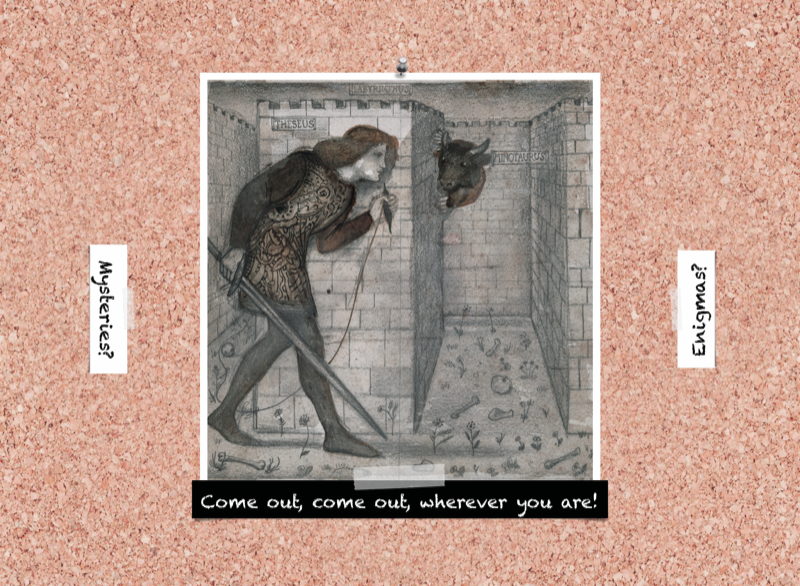 LABYRINTHUS
THESEUS
MINOTAURUS
Mysteries?
Enigmas?
Come out, come out, wherever you are!